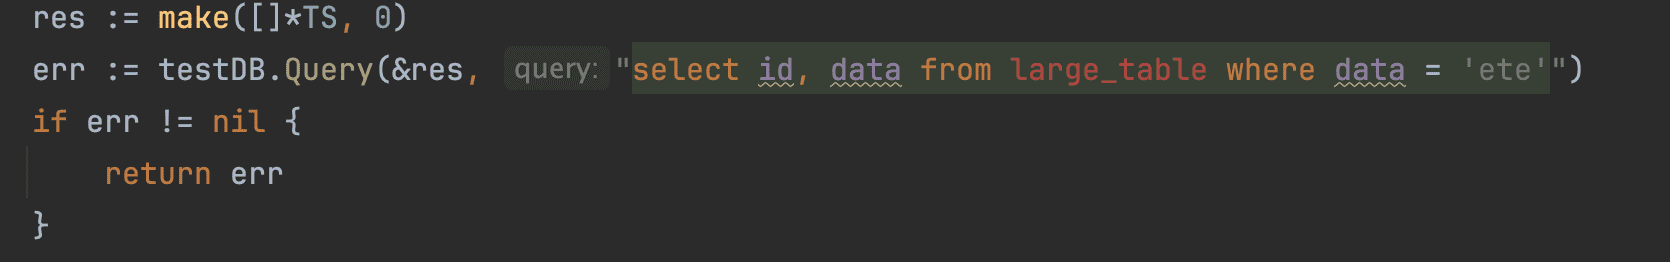 res := make([]*TS, 0)
err := testDB.Query(&res, query: "select id, data from large_table where data = 'ete'")
if err != nil {
    return err
}